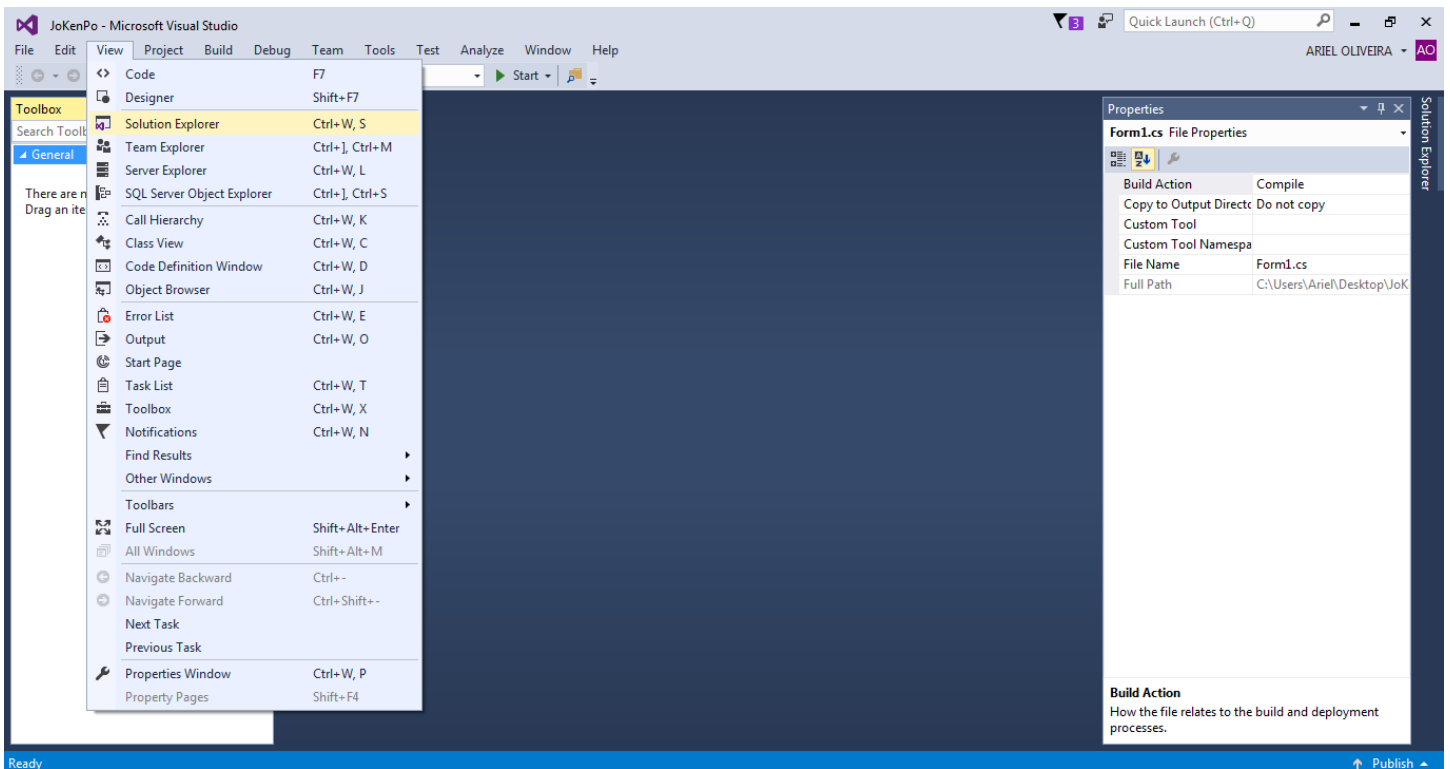 JoKenPo - Microsoft Visual Studio
3
Quick Launch (Ctrl+Q)
File Edit View Project Build Debug Team Tools Test Analyze Window Help
ARIEL OLIVEIRA AO
Start
Toolbox
Search Toolb
General
There are n
Drag an ite
Code F7
Designer Shift+F7
Solution Explorer Ctrl+W, S
Team Explorer Ctrl+], Ctrl+M
Server Explorer Ctrl+W, L
SQL Server Object Explorer Ctrl+], Ctrl+S
Call Hierarchy Ctrl+W, K
Class View Ctrl+W, C
Code Definition Window Ctrl+W, D
Object Browser Ctrl+W, J
Error List Ctrl+W, E
Output Ctrl+W, O
Start Page
Task List Ctrl+W, T
Toolbox Ctrl+W, X
Notifications Ctrl+W, N
Find Results
Other Windows
Toolbars
Full Screen Shift+Alt+Enter
All Windows Shift+Alt+M
Navigate Backward Ctrl+-
Navigate Forward Ctrl+Shift+-
Next Task
Previous Task
Properties Window Ctrl+W, P
Property Pages Shift+F4
Properties
Form1.cs File Properties
Build Action Compile
Copy to Output Directo Do not copy
Custom Tool
Custom Tool Namespa
File Name Form1.cs
Full Path C:\Users\Ariel\Desktop\JoK
Build Action
How the file relates to the build and deployment
processes.
Solution Explorer
Ready
Publish